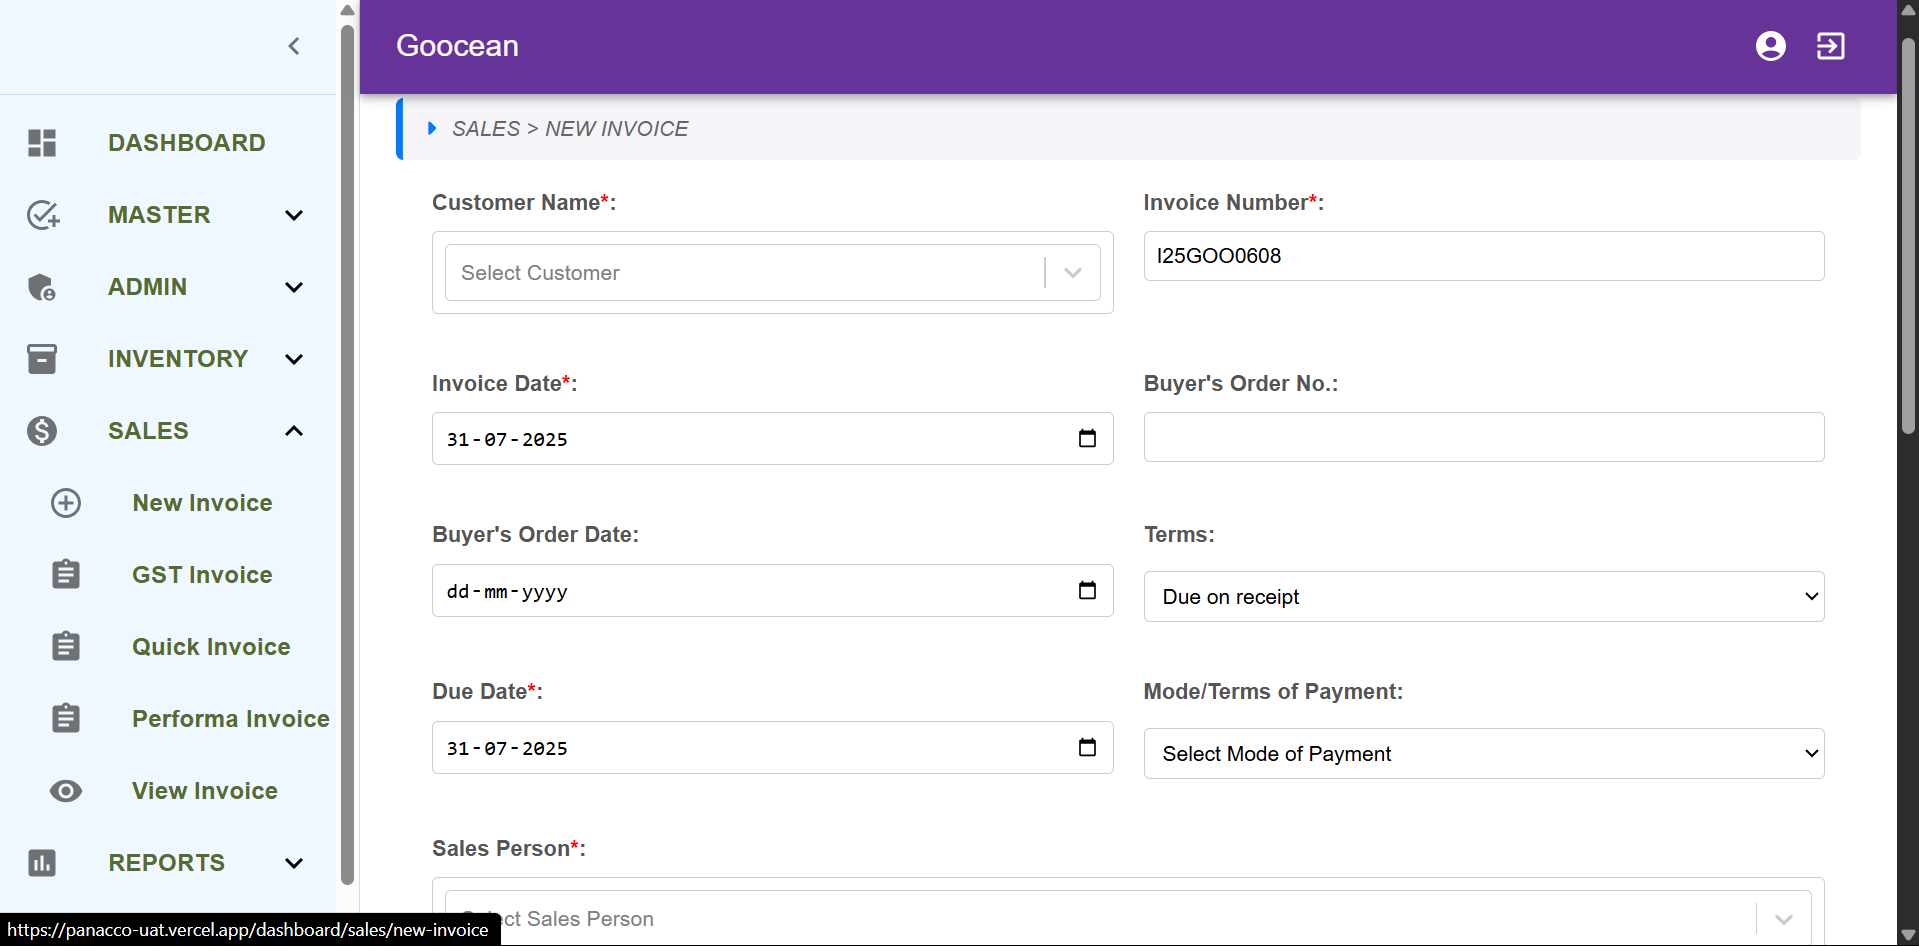 Goocean
DASHBOARD
MASTER
ADMIN
INVENTORY
SALES
New Invoice
GST Invoice
Quick Invoice
Performa Invoice
View Invoice
REPORTS
SALES > NEW INVOICE
Customer Name*:
Select Customer
Invoice Number*:
I25GOO0608
Invoice Date*:
31-07-2025
Buyer's Order No.:
Buyer's Order Date:
dd-mm-yyyy
Terms:
Due on receipt
Due Date*:
31-07-2025
Mode/Terms of Payment:
Select Mode of Payment
Sales Person*:
Sales Person
https://panacco-uat.vercel.app/dashboard/sales/new-invoice